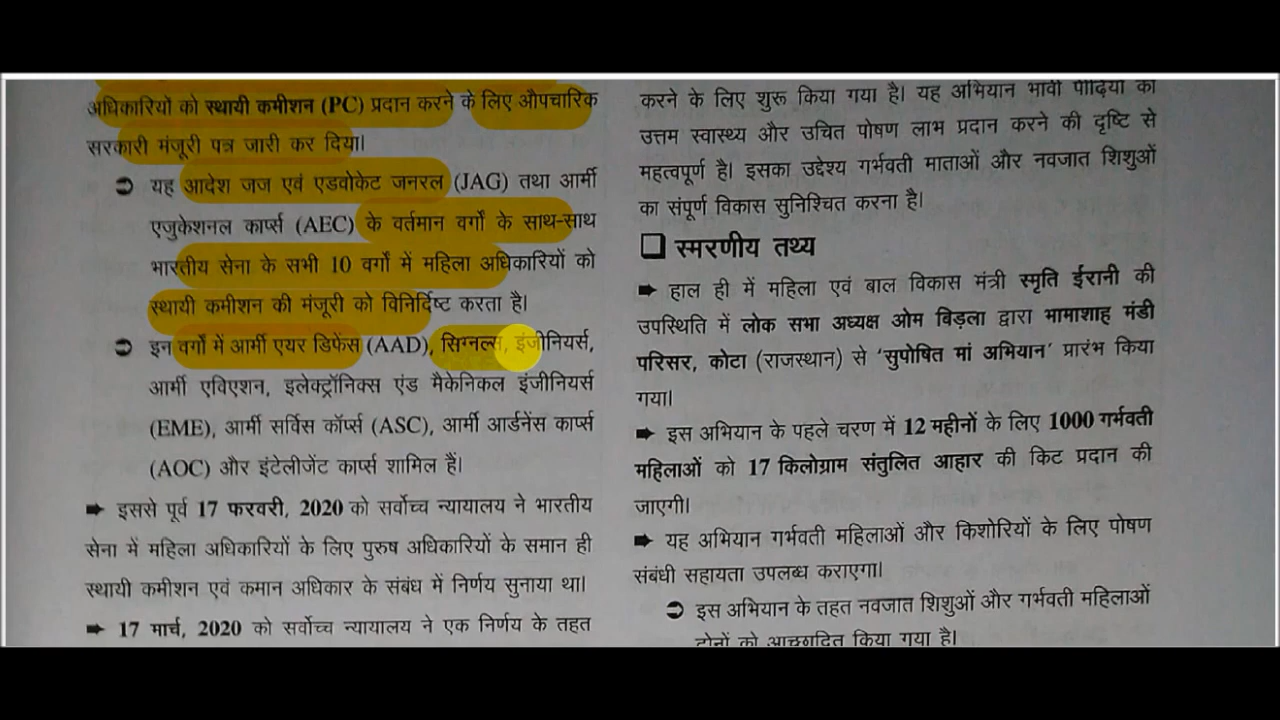 अधिकारियों को स्थायी कमीशन (PC) प्रदान करने के लिए औपचारिक
सरकारी मंजूरी पत्र जारी कर दिया।
➲ यह आदेश जज एवं एडवोकेट जनरल (JAG) तथा आर्मी
एजुकेशनल कार्प्स (AEC) के वर्तमान वर्गों के साथ-साथ
भारतीय सेना के सभी 10 वर्गों में महिला अधिकारियों को
स्थायी कमीशन की मंजूरी को विनिर्दिष्ट करता है।
➲ इन वर्गों में आर्मी एयर डिफेंस (AAD), सिग्नल्स, इंजीनियर्स,
आर्मी एविएशन, इलेक्ट्रॉनिक्स एंड मैकेनिकल इंजीनियर्स
(EME), आर्मी सर्विस कॉर्प्स (ASC), आर्मी आर्डनेंस कार्प्स
(AOC) और इंटेलीजेंट कार्प्स शामिल हैं।
➡ इससे पूर्व 17 फरवरी, 2020 को सर्वोच्च न्यायालय ने भारतीय
सेना में महिला अधिकारियों के लिए पुरुष अधिकारियों के समान ही
स्थायी कमीशन एवं कमान अधिकार के संबंध में निर्णय सुनाया था।
➡ 17 मार्च, 2020 को सर्वोच्च न्यायालय ने एक निर्णय के तहत
करने के लिए शुरू किया गया है। यह अभियान भावी पीढ़ियों को
उत्तम स्वास्थ्य और उचित पोषण लाभ प्रदान करने की दृष्टि से
महत्वपूर्ण है। इसका उद्देश्य गर्भवती माताओं और नवजात शिशुओं
का संपूर्ण विकास सुनिश्चित करना है।
❑ स्मरणीय तथ्य
➡ हाल ही में महिला एवं बाल विकास मंत्री स्मृति ईरानी की
उपस्थिति में लोक सभा अध्यक्ष ओम बिड़ला द्वारा भामाशाह मंडी
परिसर, कोटा (राजस्थान) से ‘सुपोषित मां अभियान’ प्रारंभ किया
गया।
➡ इस अभियान के पहले चरण में 12 महीनों के लिए 1000 गर्भवती
महिलाओं को 17 किलोग्राम संतुलित आहार की किट प्रदान की
जाएगी।
➡ यह अभियान गर्भवती महिलाओं और किशोरियों के लिए पोषण
संबंधी सहायता उपलब्ध कराएगा।
➲ इस अभियान के तहत नवजात शिशुओं और गर्भवती महिलाओं
दोनों को आच्छादित किया गया है।